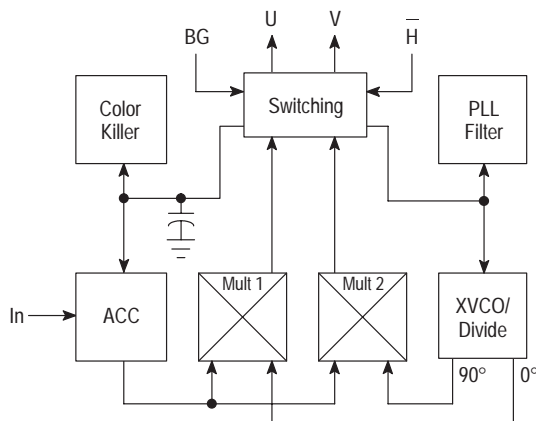 U
V
BG
H̅
Color
Killer
Switching
PLL
Filter
Mult 1
Mult 2
In
ACC
XVCO/
Divide
90°
0°